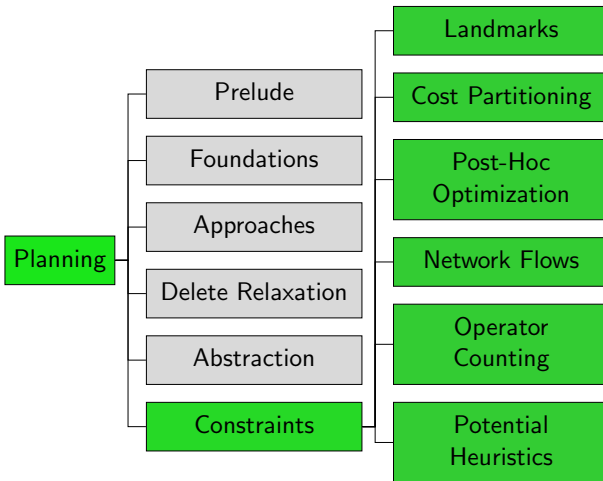 Planning
Prelude
Foundations
Approaches
Delete Relaxation
Abstraction
Constraints
Landmarks
Cost Partitioning
Post-Hoc
Optimization
Network Flows
Operator
Counting
Potential
Heuristics